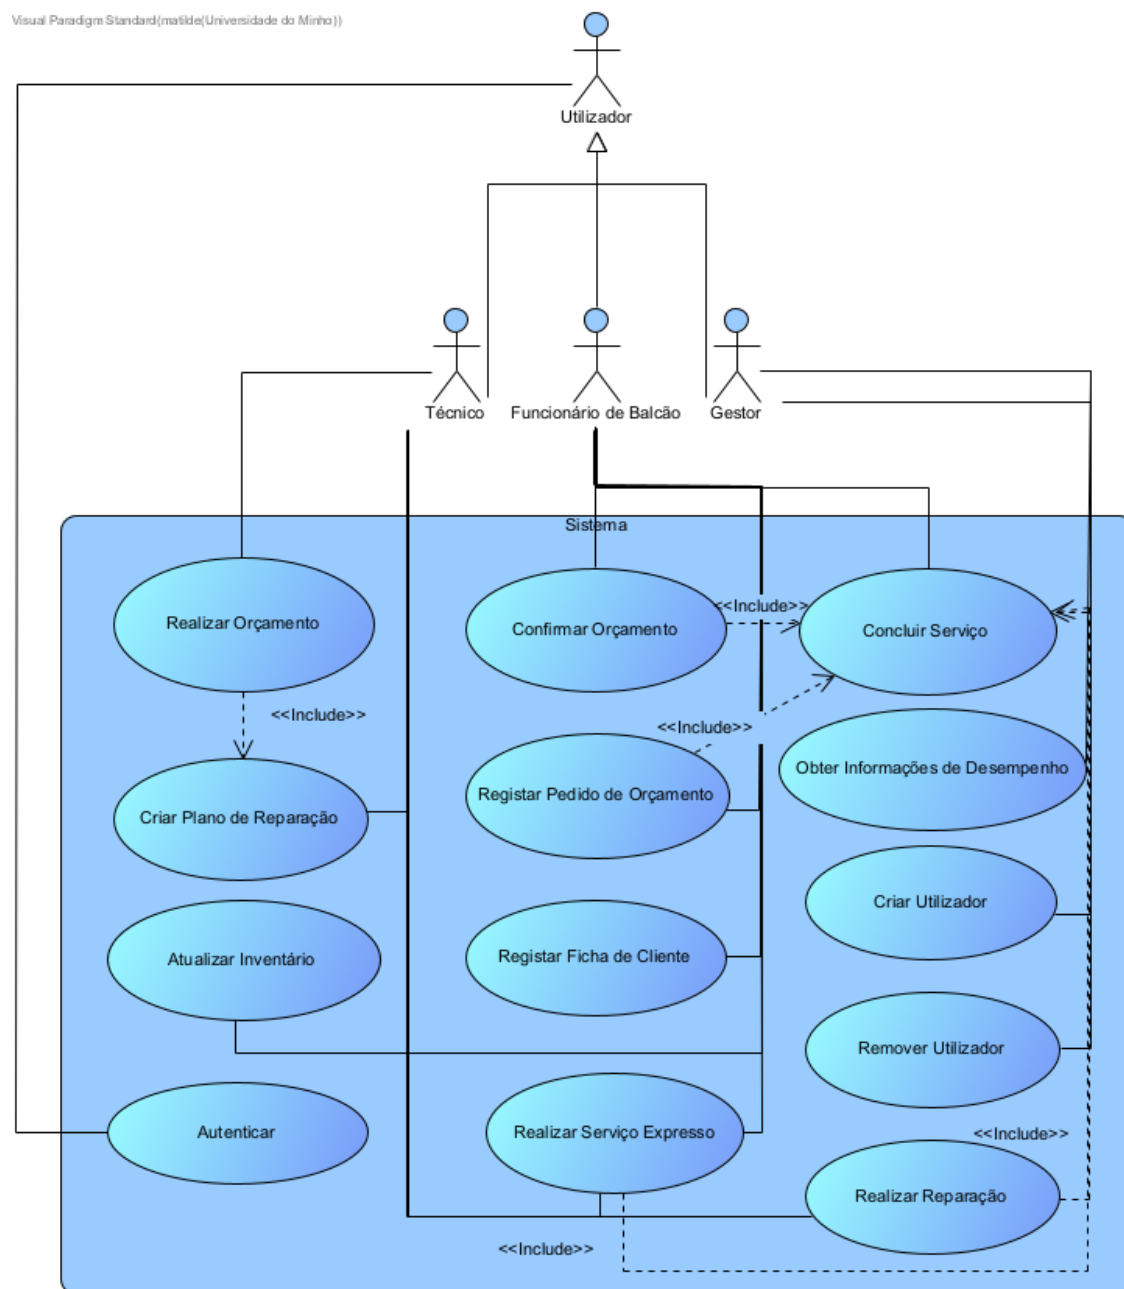 Visual Paradigm Standard(matilde(Universidade do Minho))
Utilizador
Técnico
Funcionário de Balcão
Gestor
Sistema
Realizar Orçamento
Confirmar Orçamento
<<Include>>
Concluir Serviço
<<Include>>
<<Include>>
Criar Plano de Reparação
Registar Pedido de Orçamento
Obter Informações de Desempenho
Atualizar Inventário
Registar Ficha de Cliente
Criar Utilizador
Remover Utilizador
Autenticar
Realizar Serviço Expresso
<<Include>>
Realizar Reparação
<<Include>>